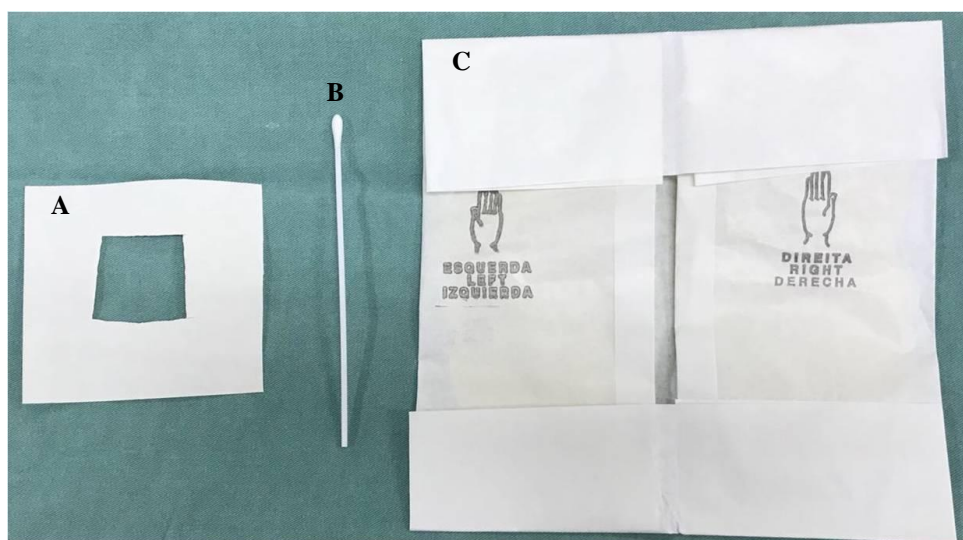 A
B
C
ESQUERDA
LEFT
IZQUIERDA
DIREITA
RIGHT
DERECHA